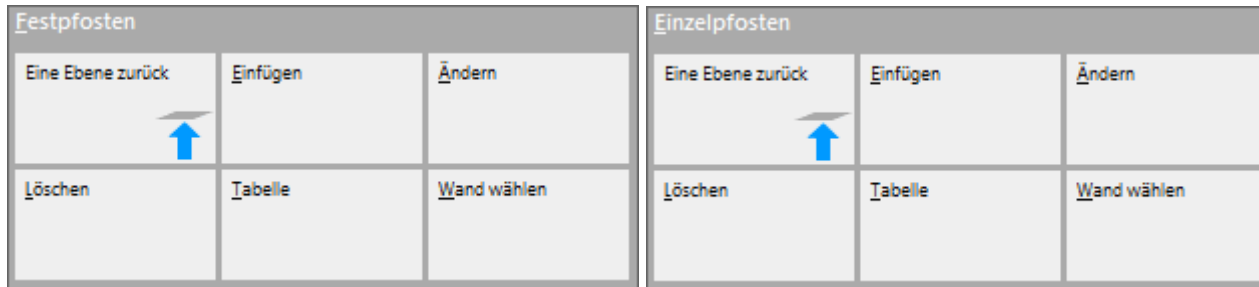 Festpfosten
Eine Ebene zurück
Einfügen
Ändern
Löschen
Tabelle
Wand wählen
Einzelpfosten
Eine Ebene zurück
Einfügen
Ändern
Löschen
Tabelle
Wand wählen